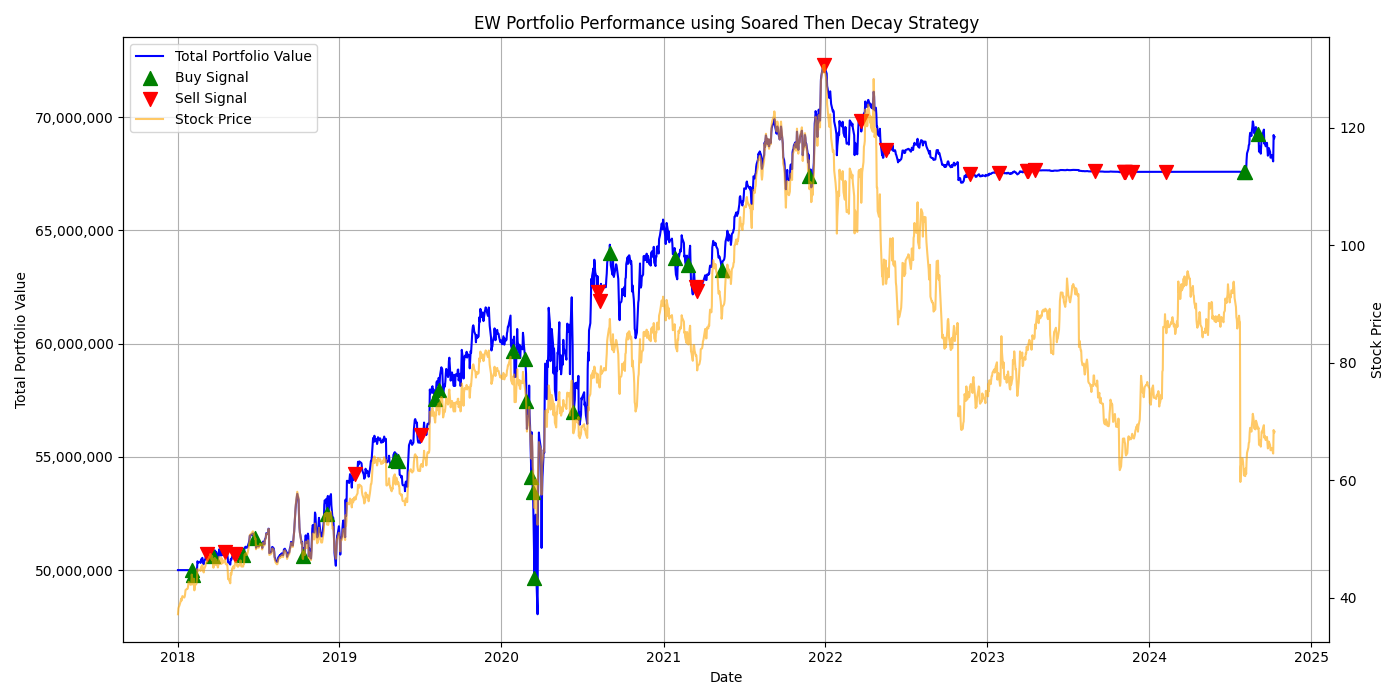 EW Portfolio Performance using Soared Then Decay Strategy
Total Portfolio Value
Buy Signal
Sell Signal
Stock Price
70,000,000
65,000,000
60,000,000
55,000,000
50,000,000
Total Portfolio Value
120
100
80
60
40
Stock Price
2018
2019
2020
2021
2022
2023
2024
2025
Date